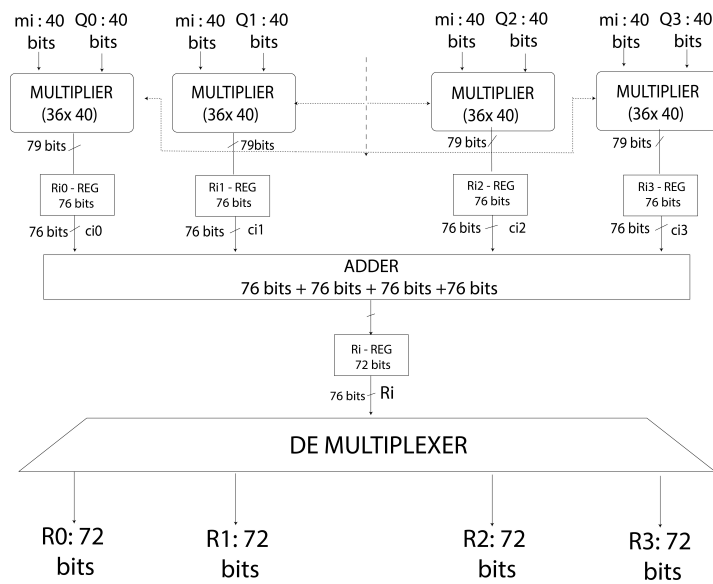 mi : 40 bits
Q0 : 40 bits
mi : 40 bits
Q1 : 40 bits
mi : 40 bits
Q2 : 40 bits
mi : 40 bits
Q3 : 40 bits
MULTIPLIER
(36x 40)
MULTIPLIER
(36x 40)
MULTIPLIER
(36x 40)
MULTIPLIER
(36x 40)
79 bits
79bits
79 bits
79 bits
Ri0 - REG
76 bits
Ri1 - REG
76 bits
Ri2 - REG
76 bits
Ri3 - REG
76 bits
76 bits ci0
76 bits ci1
76 bits ci2
76 bits ci3
ADDER
76 bits + 76 bits + 76 bits +76 bits
Ri - REG
72 bits
76 bits Ri
DE MULTIPLEXER
R0: 72
bits
R1: 72
bits
R2: 72
bits
R3: 72
bits